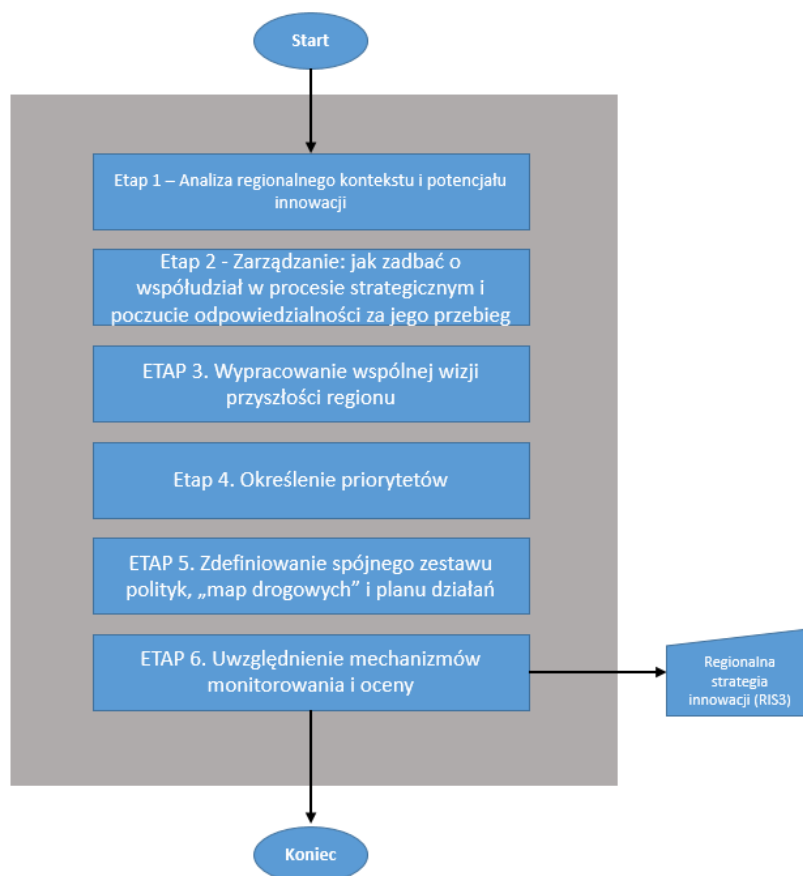 Start
Etap 1 – Analiza regionalnego kontekstu i potencjału
innowacji
Etap 2 - Zarządzanie: jak zadbać o
współudział w procesie strategicznym i
poczucie odpowiedzialności za jego przebieg
ETAP 3. Wypracowanie wspólnej wizji
przyszłości regionu
Etap 4. Określenie priorytetów
ETAP 5. Zdefiniowanie spójnego zestawu
polityk, „map drogowych” i planu działań
ETAP 6. Uwzględnienie mechanizmów
monitorowania i oceny
Regionalna
strategia
innowacji (RIS3)
Koniec